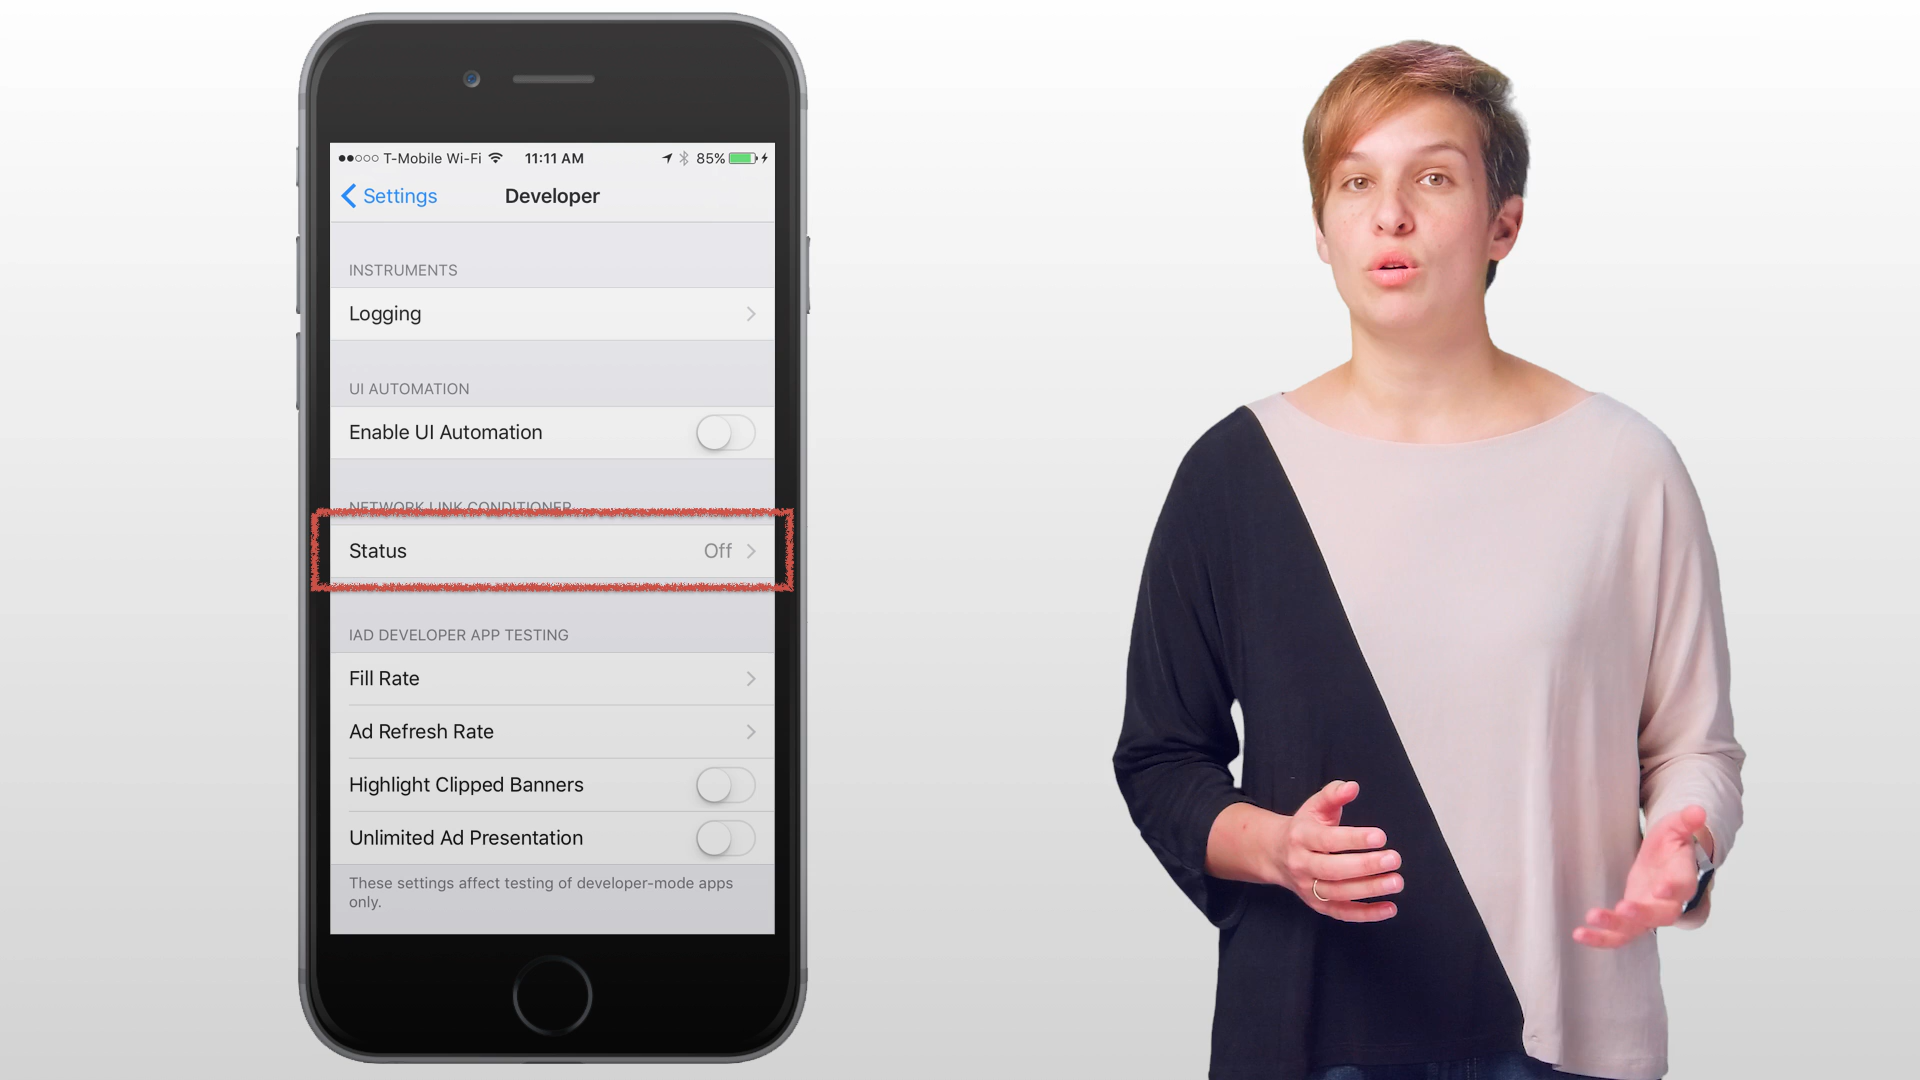 T-Mobile Wi-Fi 11:11 AM 85%
Settings Developer
INSTRUMENTS
Logging
UI AUTOMATION
Enable UI Automation
NETWORK LINK CONDITIONER
Status Off
IAD DEVELOPER APP TESTING
Fill Rate
Ad Refresh Rate
Highlight Clipped Banners
Unlimited Ad Presentation
These settings affect testing of developer-mode apps
only.